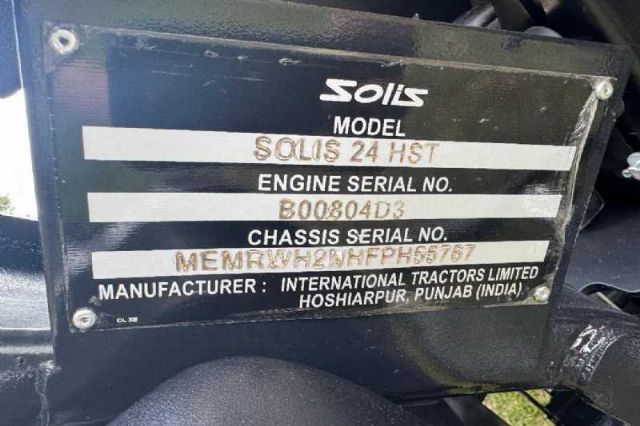 SOLIS
MODEL
SOLIS 24 HST
ENGINE SERIAL NO.
B00804D3
CHASSIS SERIAL NO.
MEMRWH2NHFPH55767
MANUFACTURER : INTERNATIONAL TRACTORS LIMITED
HOSHIARPUR, PUNJAB (INDIA)